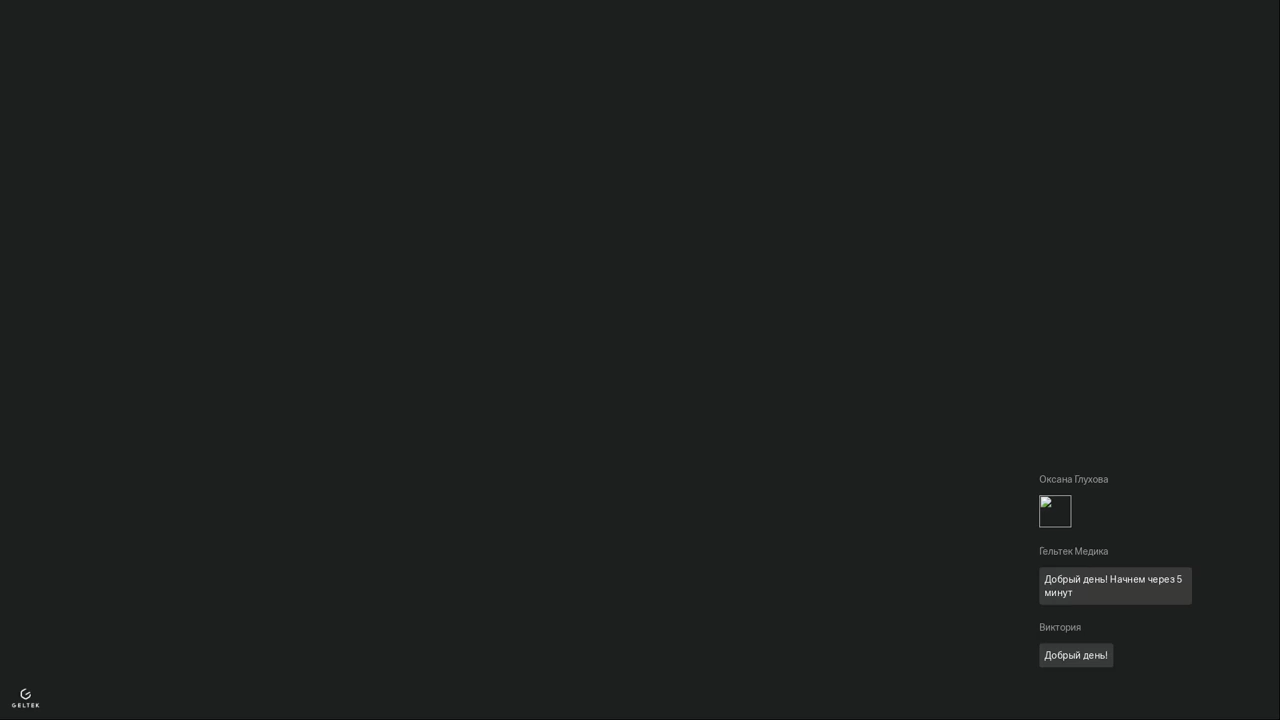 Оксана Глухова
Гельтек Медика
Добрый день! Начнем через 5
минут
Виктория
Добрый день!
GELTEK